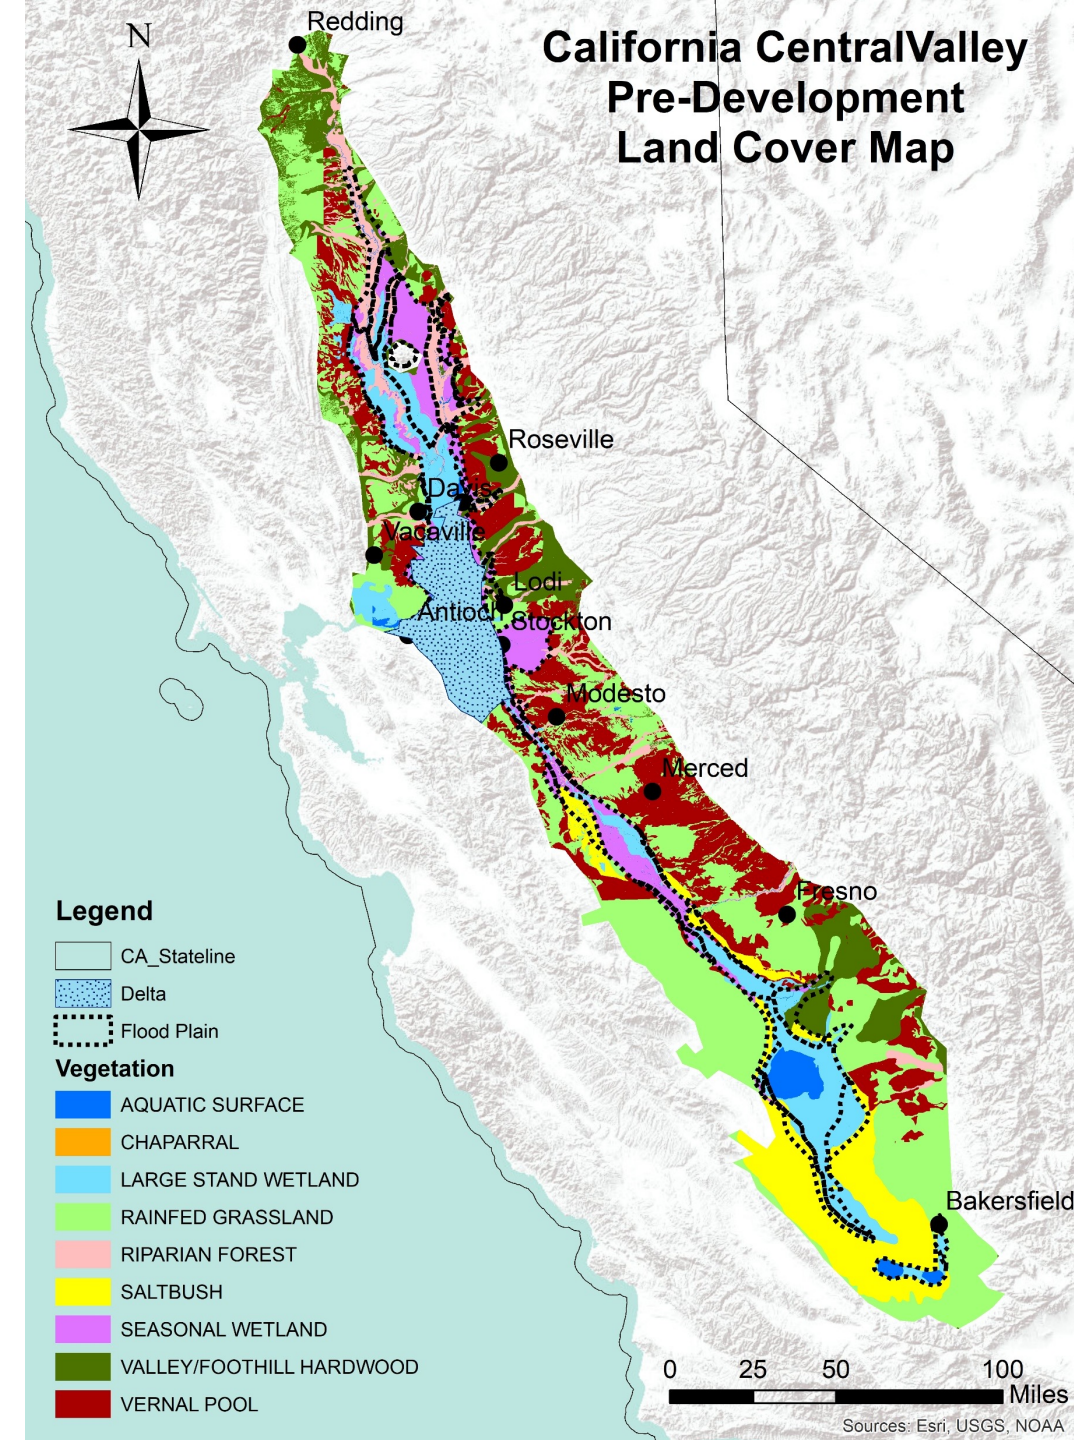 N
Redding
California CentralValley
Pre-Development
Land Cover Map
Roseville
Davis
Vacaville
Lodi
Antioch
Stockton
Modesto
Merced
Fresno
Bakersfield
Legend
CA_Stateline
Delta
Flood Plain
Vegetation
AQUATIC SURFACE
CHAPARRAL
LARGE STAND WETLAND
RAINFED GRASSLAND
RIPARIAN FOREST
SALTBUSH
SEASONAL WETLAND
VALLEY/FOOTHILL HARDWOOD
VERNAL POOL
0 25 50 100
Miles
Sources: Esri, USGS, NOAA